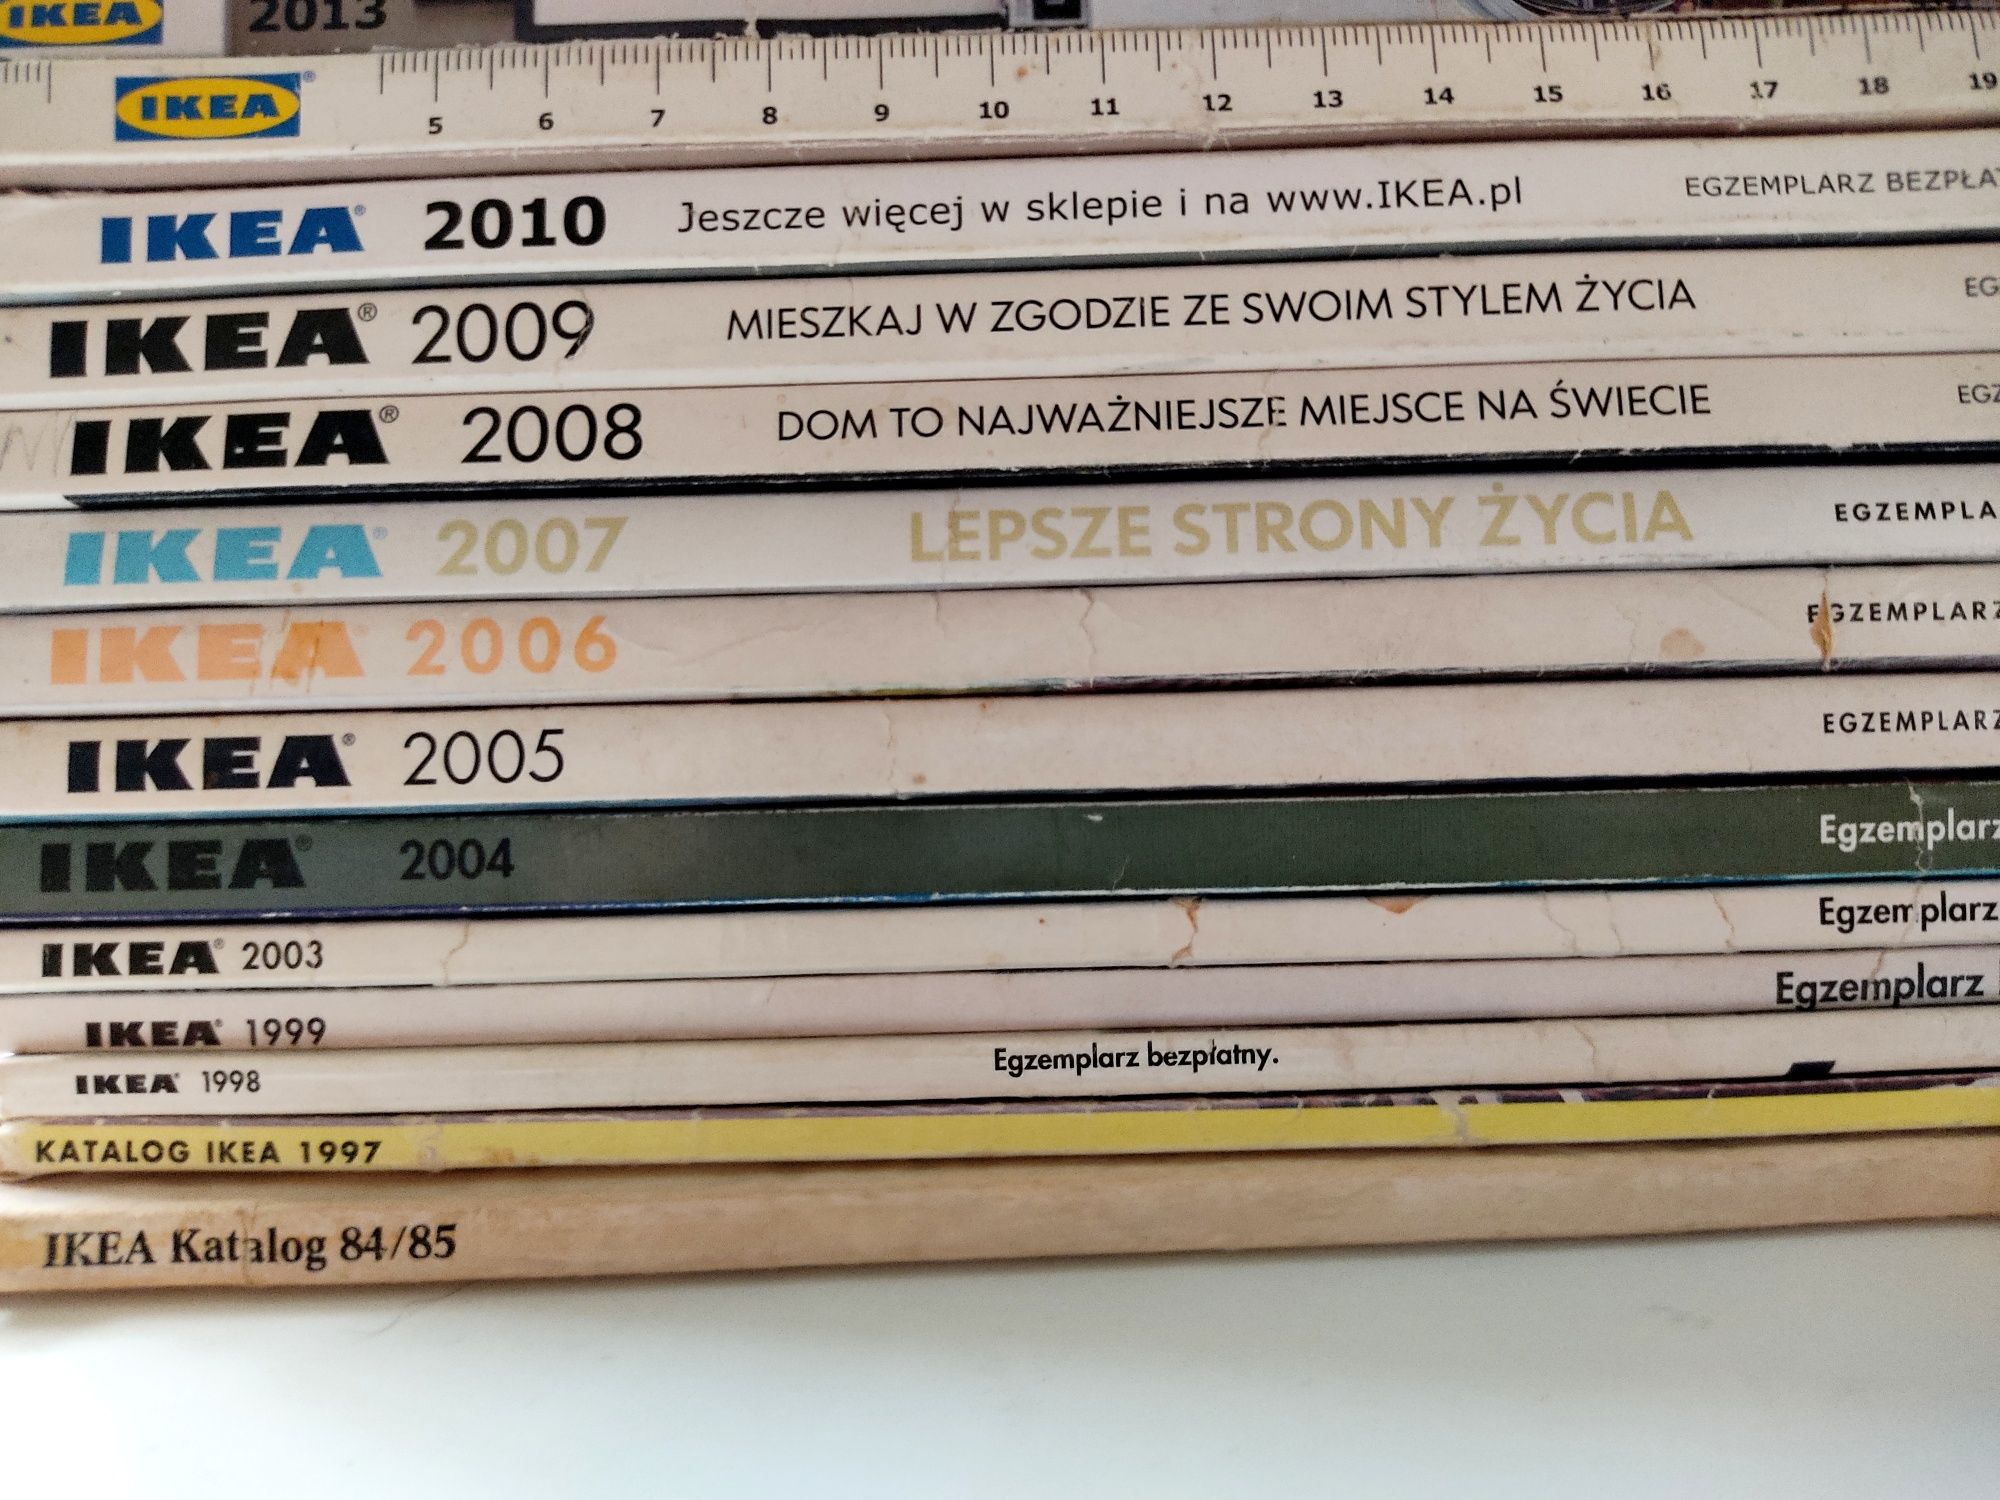 IKEA 2013
IKEA® 5 6 7 8 9 10 11 12 13 14 15 16 17 18 19
IKEA® 2010 Jeszcze więcej w sklepie i na www.IKEA.pl EGZEMPLARZ
IKEA® 2009 MIESZKAJ W ZGODZIE ZE SWOIM STYLEM ŻYCIA
IKEA® 2008 DOM TO NAJWAŻNIEJSZE MIEJSCE NA ŚWIECIE
IKEA® 2007 LEPSZE STRONY ŻYCIA
IKEA® 2006 EGZEMPLARZ
IKEA® 2005 EGZEMPLARZ
IKEA® 2004 Egzemplarz
IKEA® 2003 Egzemplarz
IKEA® 1999 Egzemplarz
IKEA® 1998 Egzemplarz bezpłatny.
KATALOG IKEA 1997
IKEA Katalog 84/85